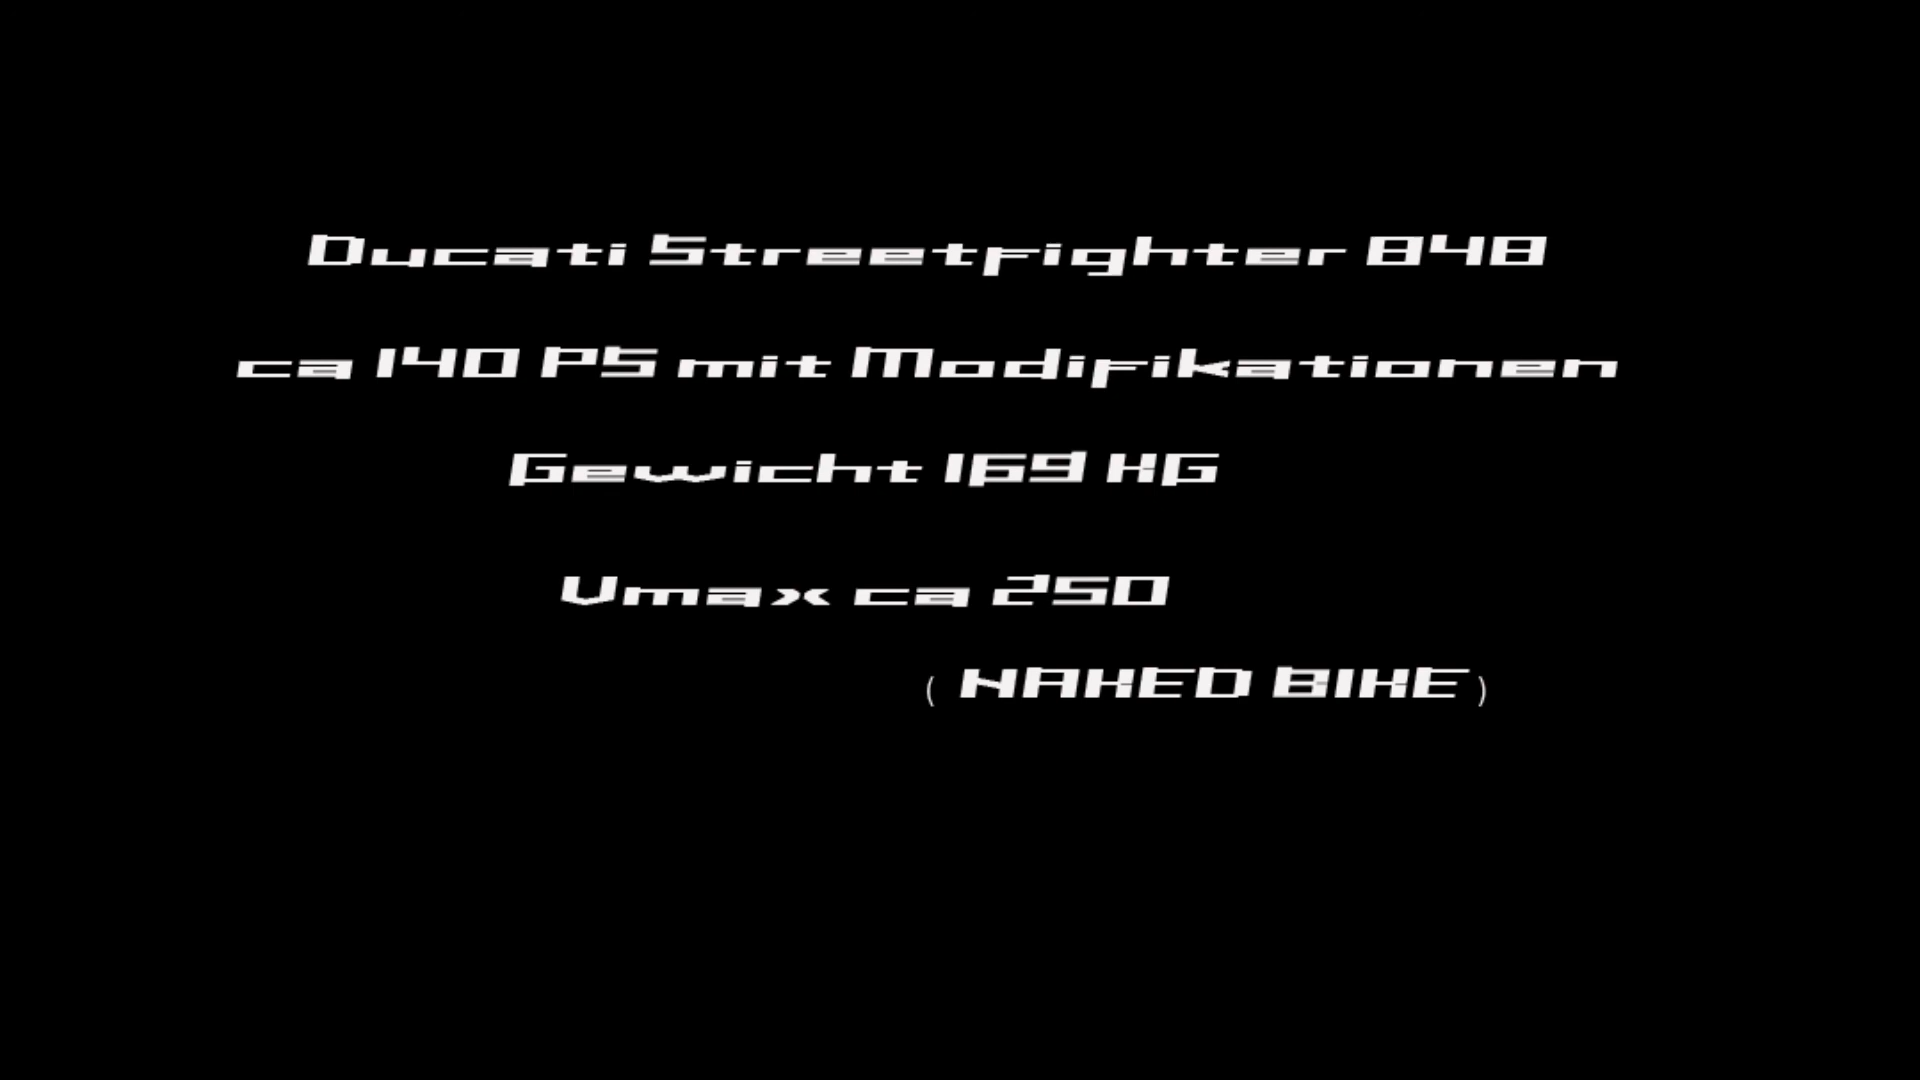 Ducati Streetfighter 848
ca 140 PS mit Modifikationen
Gewicht 169 KG
Vmax ca 250
( NAKED BIKE )